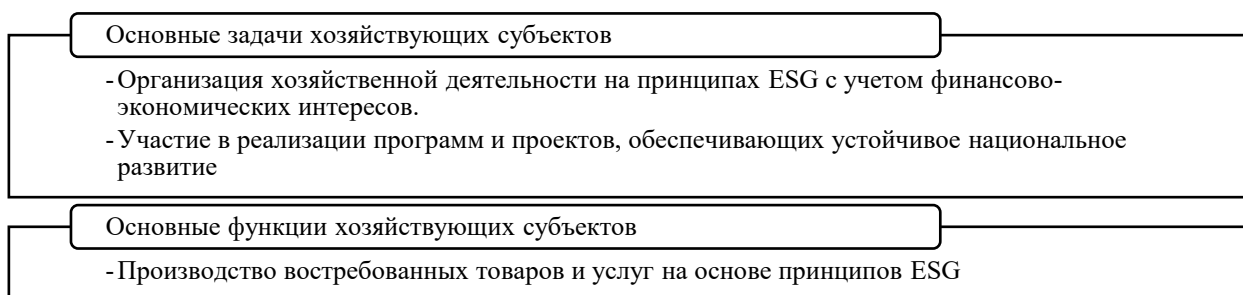 Основные задачи хозяйствующих субъектов
-Организация хозяйственной деятельности на принципах ESG с учетом финансово-
экономических интересов.
-Участие в реализации программ и проектов, обеспечивающих устойчивое национальное
развитие
Основные функции хозяйствующих субъектов
-Производство востребованных товаров и услуг на основе принципов ESG